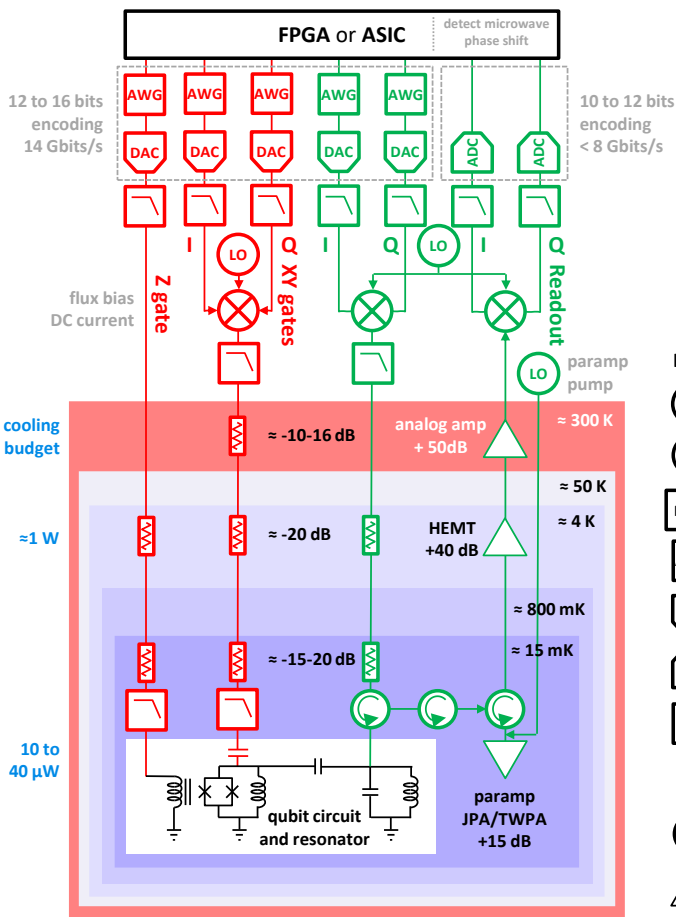 FPGA or ASIC
detect microwave
phase shift
12 to 16 bits
encoding
14 Gbits/s
AWG
AWG
AWG
AWG
AWG
DAC
DAC
DAC
DAC
DAC
ADC
ADC
10 to 12 bits
encoding
< 8 Gbits/s
I
Q
I
Q
I
Q
LO
LO
Z gate
XY gates
Readout
flux bias
DC current
LO
paramp
pump
cooling
budget
≈ -10-16 dB
analog amp
+ 50dB
≈ 300 K
≈ 50 K
≈1 W
≈ -20 dB
HEMT
+40 dB
≈ 4 K
≈ 800 mK
≈ -15-20 dB
≈ 15 mK
10 to
40 µW
qubit circuit
and resonator
paramp
JPA/TWPA
+15 dB